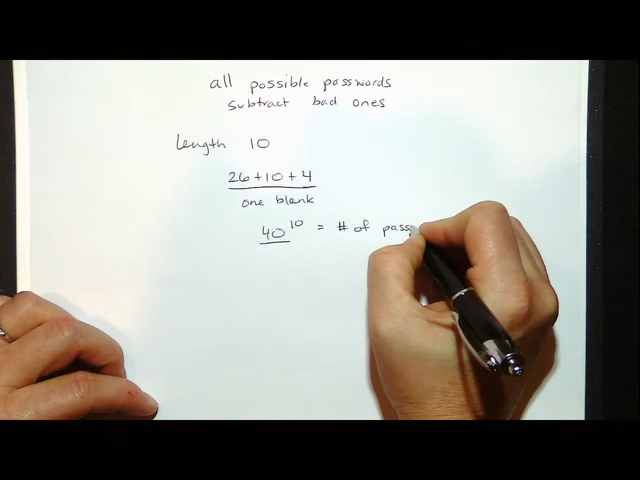 all possible passwords
subtract bad ones
Length 10
26+10+4
one blank
40^10 = # of pass